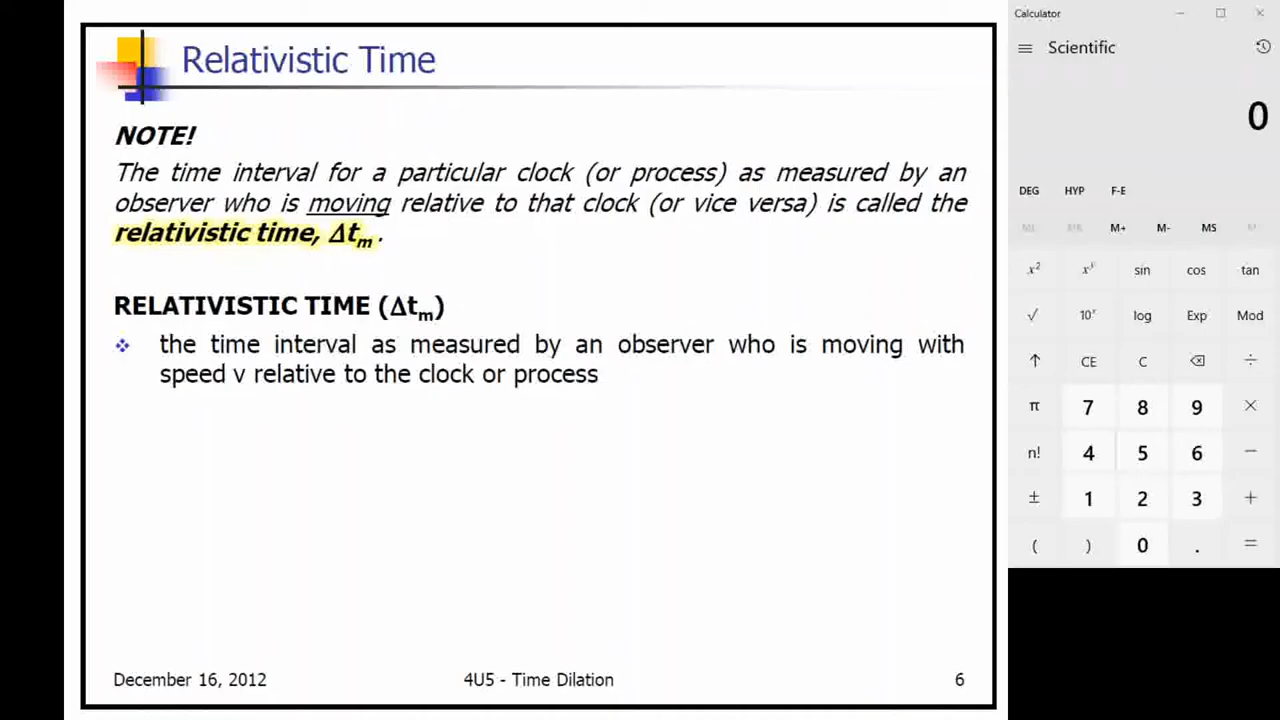 Relativistic Time
NOTE!
The time interval for a particular clock (or process) as measured by an
observer who is moving relative to that clock (or vice versa) is called the
relativistic time, Δtm .
RELATIVISTIC TIME (Δtm)
❖ the time interval as measured by an observer who is moving with
speed v relative to the clock or process
December 16, 2012 4U5 - Time Dilation 6
Calculator
Scientific
0
DEG HYP F-E
MC MR M+ M- MS M
x² xʸ sin cos tan
√ 10ˣ log Exp Mod
↑ CE C ⌫ ÷
π 7 8 9 ×
n! 4 5 6 −
± 1 2 3 +
( ) 0 . =